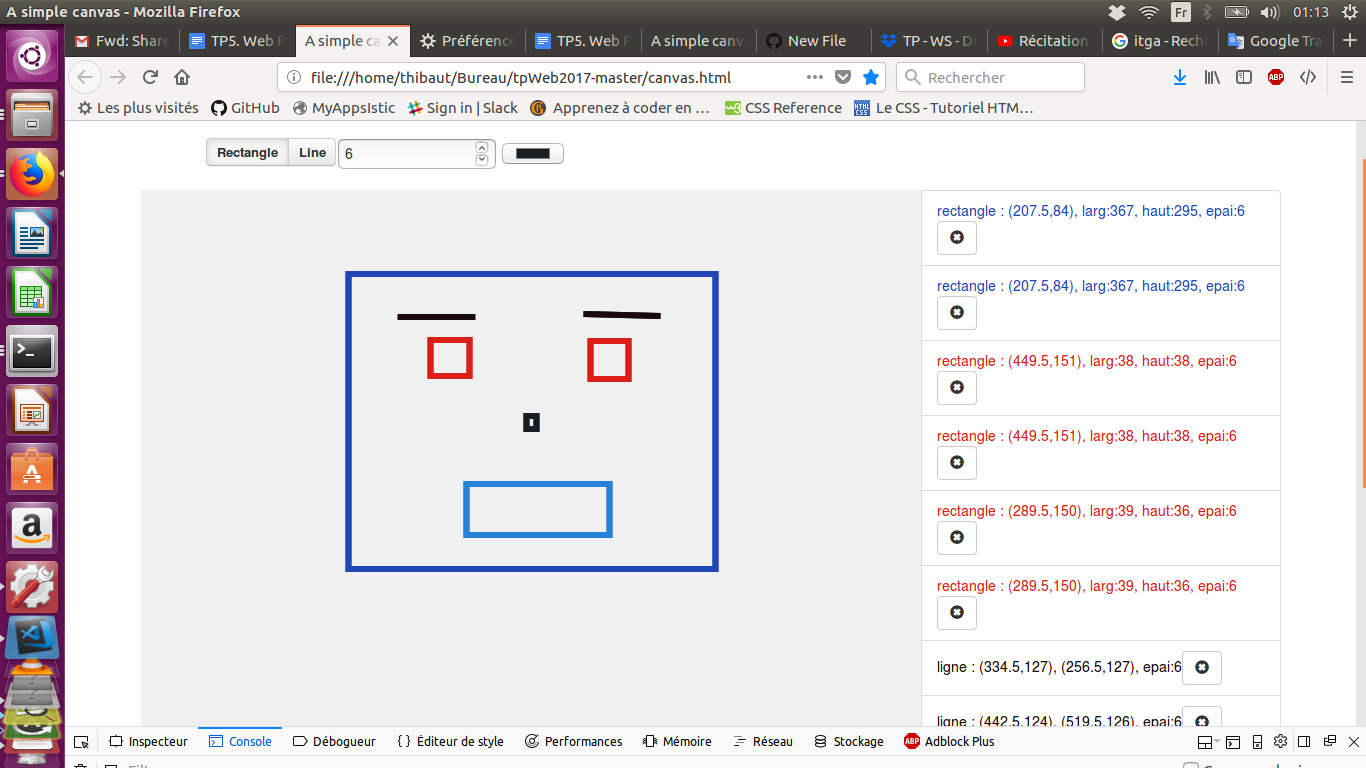 A simple canvas - Mozilla Firefox
Fr
01:13
Fwd: Share
TP5. Web P
A simple ca
Préférence
TP5. Web P
A simple canv
New File
TP - WS - D
Récitation
itga - Rech
Google Tra
file:///home/thibaut/Bureau/tpWeb2017-master/canvas.html
Rechercher
ABP
Les plus visités
GitHub
MyAppsIstic
Sign in | Slack
Apprenez à coder en …
CSS Reference
Le CSS - Tutoriel HTM…
Rectangle
Line
6
rectangle : (207.5,84), larg:367, haut:295, epai:6
rectangle : (207.5,84), larg:367, haut:295, epai:6
rectangle : (449.5,151), larg:38, haut:38, epai:6
rectangle : (449.5,151), larg:38, haut:38, epai:6
rectangle : (289.5,150), larg:39, haut:36, epai:6
rectangle : (289.5,150), larg:39, haut:36, epai:6
ligne : (334.5,127), (256.5,127), epai:6
ligne : (442.5,124), (519.5,126), epai:6
Inspecteur
Console
Débogueur
Éditeur de style
Performances
Mémoire
Réseau
Stockage
ABP
Adblock Plus